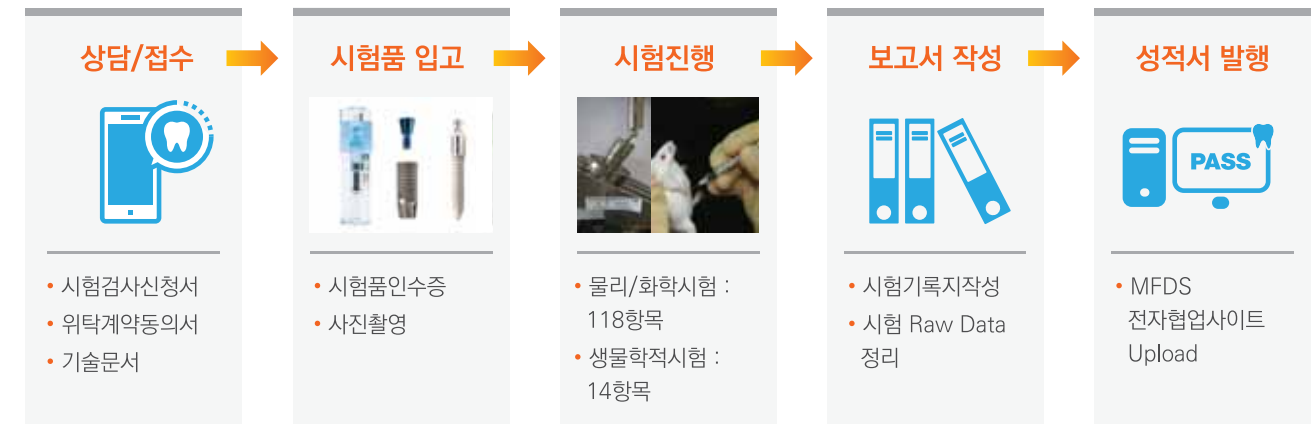 상담/접수
시험품 입고
시험진행
보고서 작성
성적서 발행
PASS
• 시험검사신청서
• 위탁계약동의서
• 기술문서
• 시험품인수증
• 사진촬영
• 물리/화학시험 :
118항목
• 생물학적시험 :
14항목
• 시험기록지작성
• 시험 Raw Data
정리
• MFDS
전자협업사이트
Upload